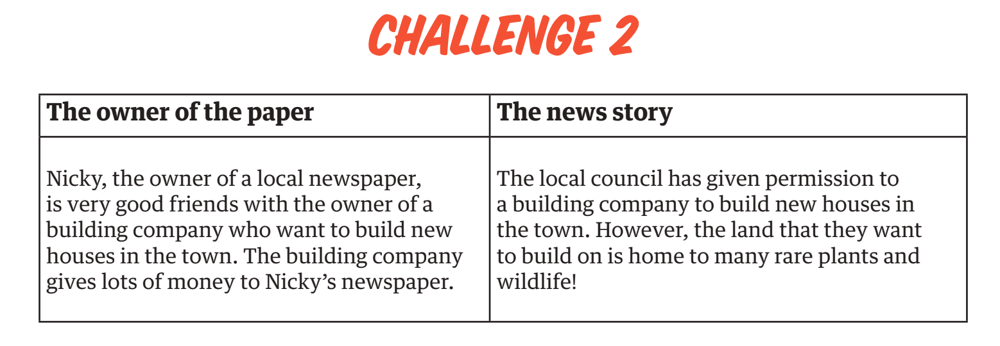 CHALLENGE 2
The owner of the paper
The news story
Nicky, the owner of a local newspaper,
is very good friends with the owner of a
building company who want to build new
houses in the town. The building company
gives lots of money to Nicky’s newspaper.
The local council has given permission to
a building company to build new houses in
the town. However, the land that they want
to build on is home to many rare plants and
wildlife!